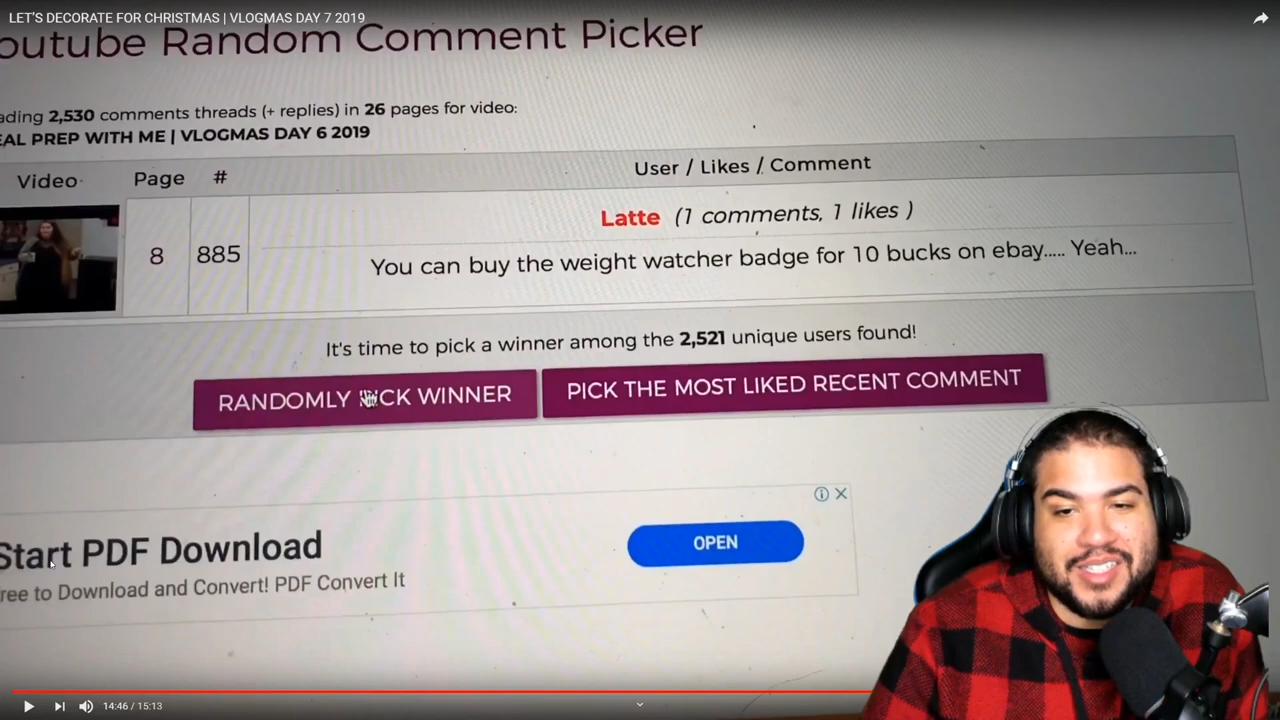 LET'S DECORATE FOR CHRISTMAS | VLOGMAS DAY 7 2019
outube Random Comment Picker
ading 2,530 comments threads (+ replies) in 26 pages for video:
EAL PREP WITH ME | VLOGMAS DAY 6 2019
Video Page # User / Likes / Comment
Latte (1 comments, 1 likes )
8 885 You can buy the weight watcher badge for 10 bucks on ebay..... Yeah...
It's time to pick a winner among the 2,521 unique users found!
RANDOMLY PICK WINNER PICK THE MOST LIKED RECENT COMMENT
Start PDF Download
OPEN
ree to Download and Convert! PDF Convert It
14:46 / 15:13